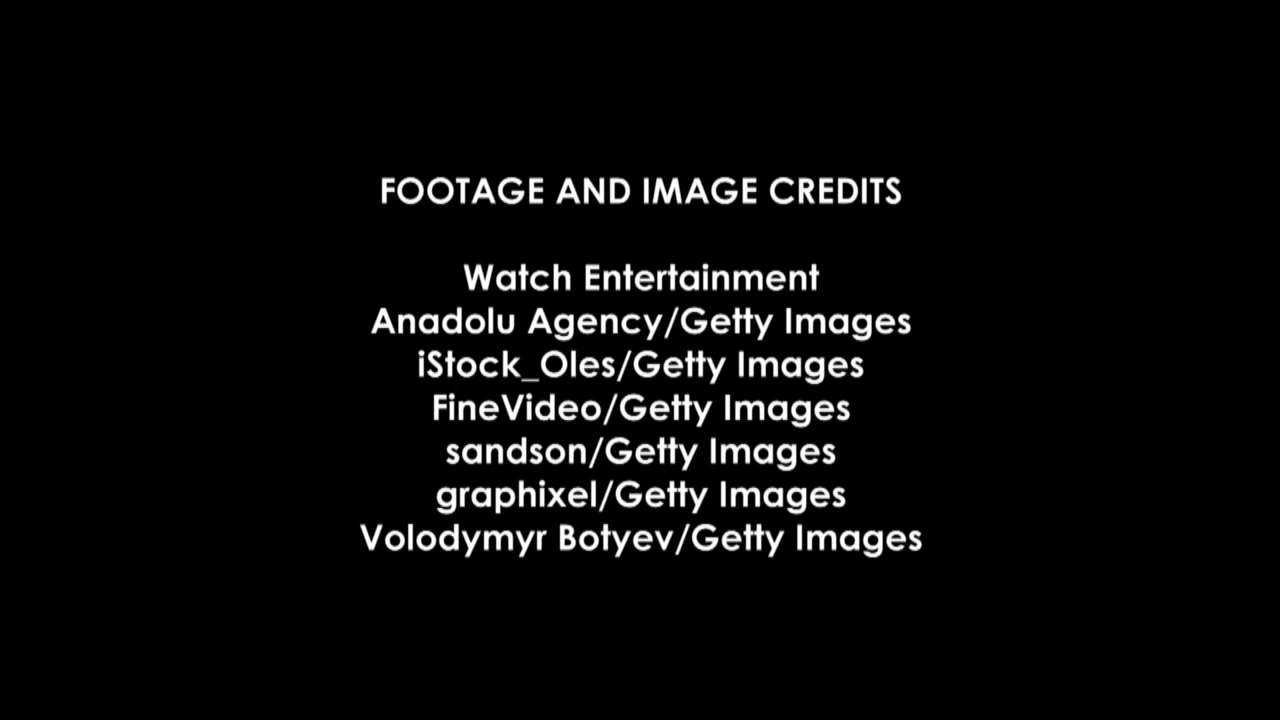 FOOTAGE AND IMAGE CREDITS
Watch Entertainment
Anadolu Agency/Getty Images
iStock_Oles/Getty Images
FineVideo/Getty Images
sandson/Getty Images
graphixel/Getty Images
Volodymyr Botyev/Getty Images